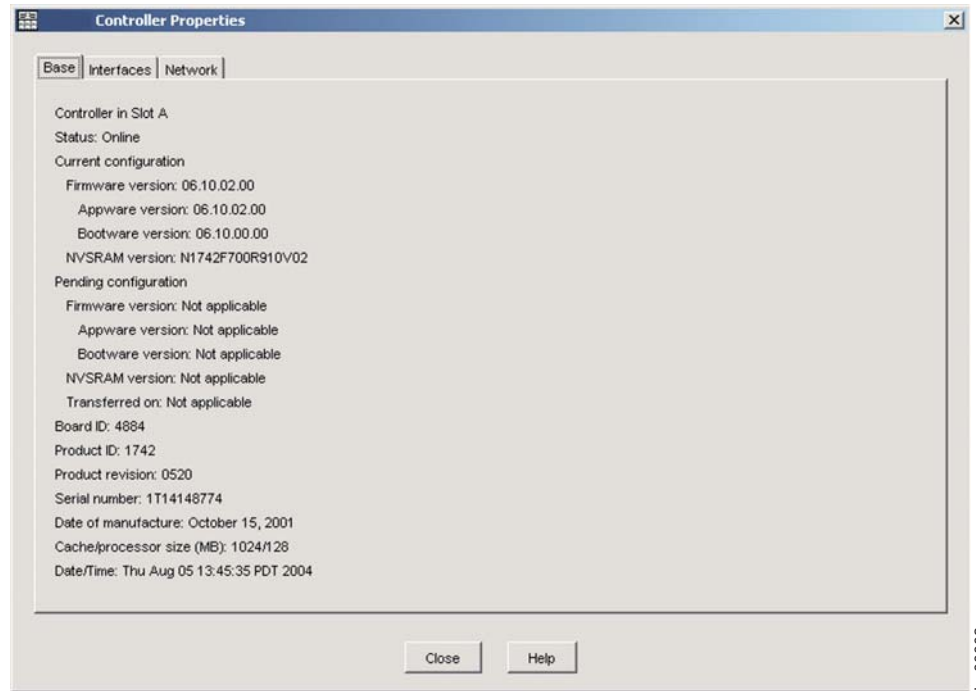 Controller Properties
Base Interfaces Network
Controller in Slot A
Status: Online
Current configuration
Firmware version: 06.10.02.00
Appware version: 06.10.02.00
Bootware version: 06.10.00.00
NVSRAM version: N1742F700R910V02
Pending configuration
Firmware version: Not applicable
Appware version: Not applicable
Bootware version: Not applicable
NVSRAM version: Not applicable
Transferred on: Not applicable
Board ID: 4884
Product ID: 1742
Product revision: 0520
Serial number: 1T14148774
Date of manufacture: October 15, 2001
Cache/processor size (MB): 1024/128
Date/Time: Thu Aug 05 13:45:35 PDT 2004
Close Help